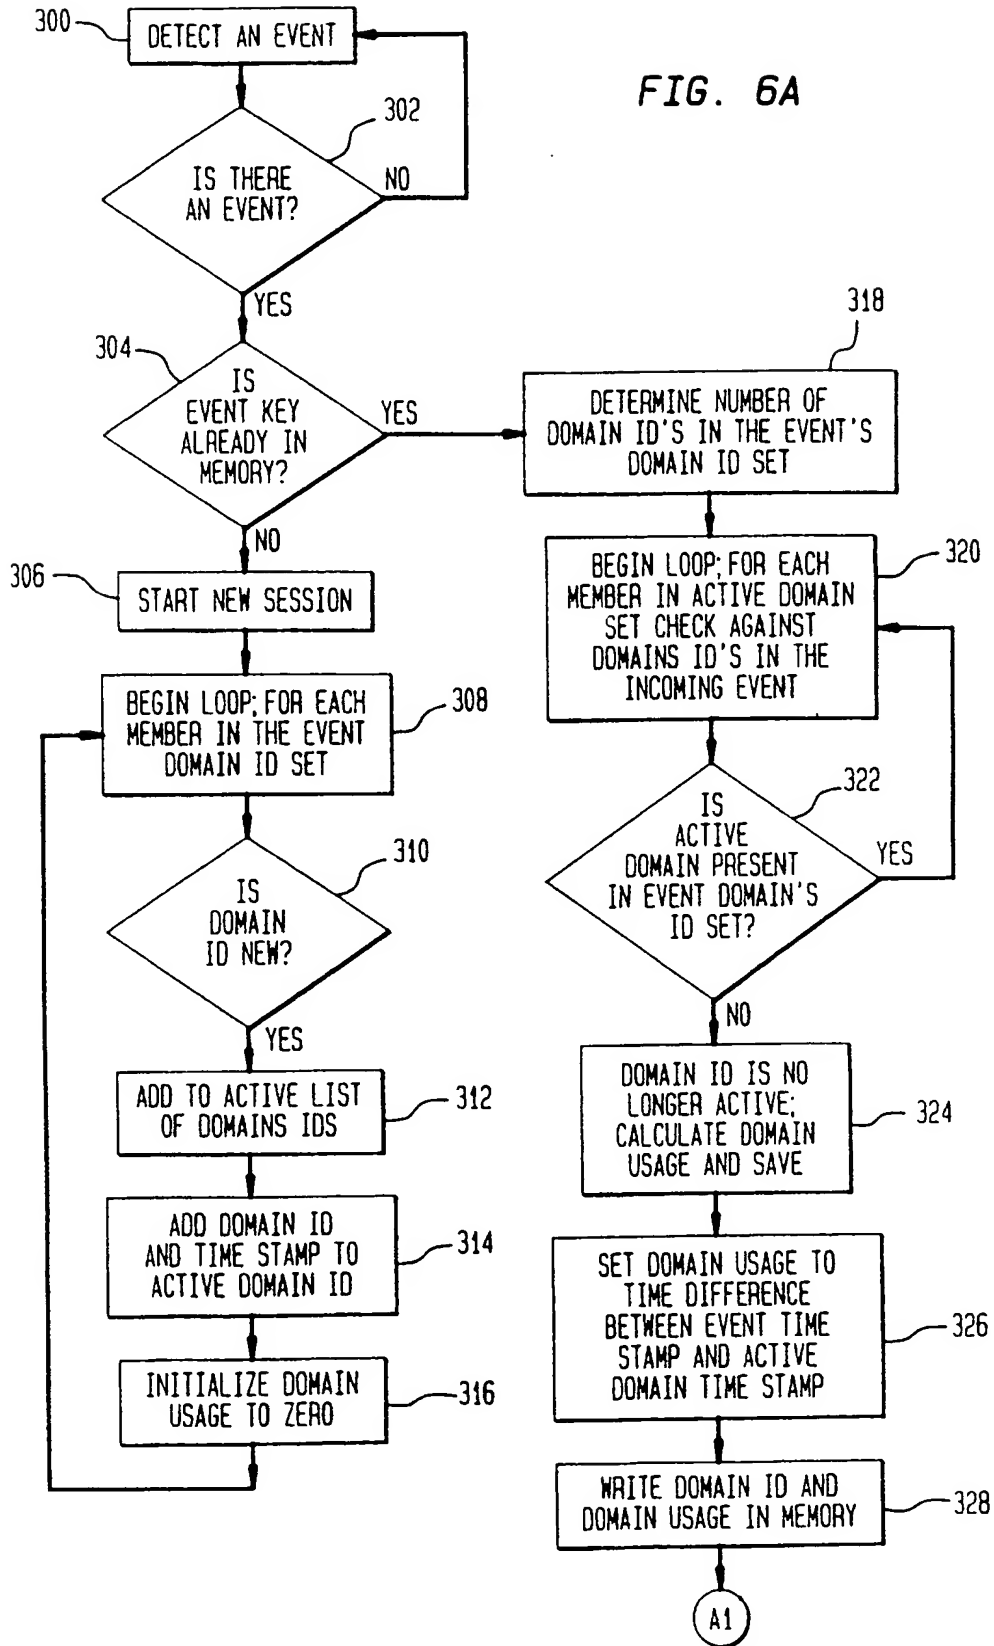 FIG. 6A
300
DETECT AN EVENT
302
IS THERE
AN EVENT?
NO
YES
304
IS
EVENT KEY
ALREADY IN
MEMORY?
YES
NO
306
START NEW SESSION
BEGIN LOOP; FOR EACH
MEMBER IN THE EVENT
DOMAIN ID SET
308
310
IS
DOMAIN
ID NEW?
YES
ADD TO ACTIVE LIST
OF DOMAINS IDS
312
ADD DOMAIN ID
AND TIME STAMP TO
ACTIVE DOMAIN ID
314
INITIALIZE DOMAIN
USAGE TO ZERO
316
318
DETERMINE NUMBER OF
DOMAIN ID'S IN THE EVENT'S
DOMAIN ID SET
BEGIN LOOP; FOR EACH
MEMBER IN ACTIVE DOMAIN
SET CHECK AGAINST
DOMAINS ID'S IN THE
INCOMING EVENT
320
322
IS
ACTIVE
DOMAIN PRESENT
IN EVENT DOMAIN'S
ID SET?
YES
NO
DOMAIN ID IS NO
LONGER ACTIVE;
CALCULATE DOMAIN
USAGE AND SAVE
324
SET DOMAIN USAGE TO
TIME DIFFERENCE
BETWEEN EVENT TIME
STAMP AND ACTIVE
DOMAIN TIME STAMP
326
WRITE DOMAIN ID AND
DOMAIN USAGE IN MEMORY
328
A1